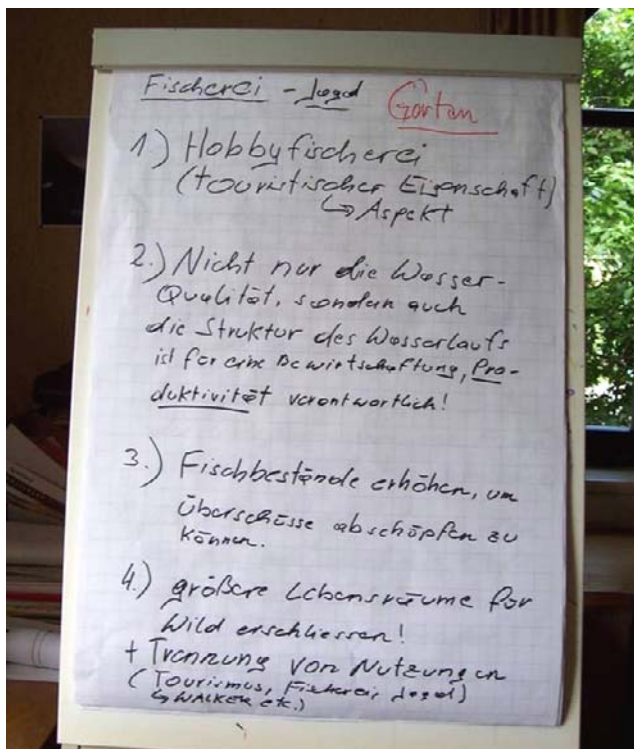 Fischerei - Jagd Görtan
1.) Hobbyfischerei
(touristischer Eigenschaft)
↳ Aspekt
2.) Nicht nur die Wasser-
Qualität, sondern auch
die Struktur des Wasserlaufs
ist für eine Bewirtschaftung, Pro-
duktivität verantwortlich!
3.) Fischbestände erhöhen, um
Überschüsse abschöpfen zu
können.
4.) größere Lebensräume für
Wild erschliessen!
+ Trennung von Nutzungen
(Tourismus, Fischerei, Jagd)
↳ WALKER etc.)